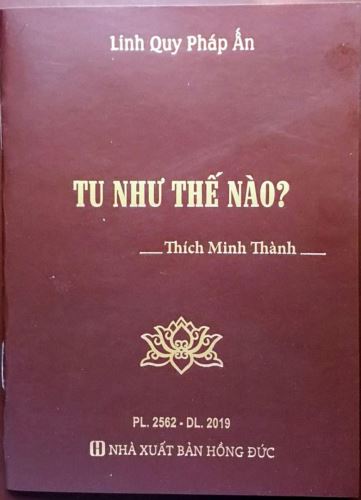 Linh Quy Pháp Ấn
TU NHƯ THẾ NÀO?
Thích Minh Thành
PL. 2562 - DL. 2019
NHÀ XUẤT BẢN HỒNG ĐỨC